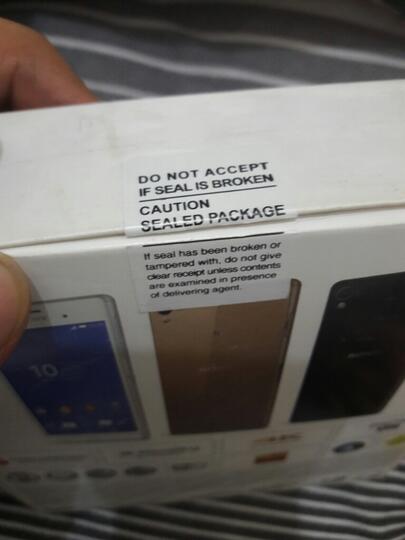 DO NOT ACCEPT
IF SEAL IS BROKEN
CAUTION
SEALED PACKAGE
If seal has been broken or
tampered with, do not give
clear receipt unless contents
are examined in presence
of delivering agent.
10